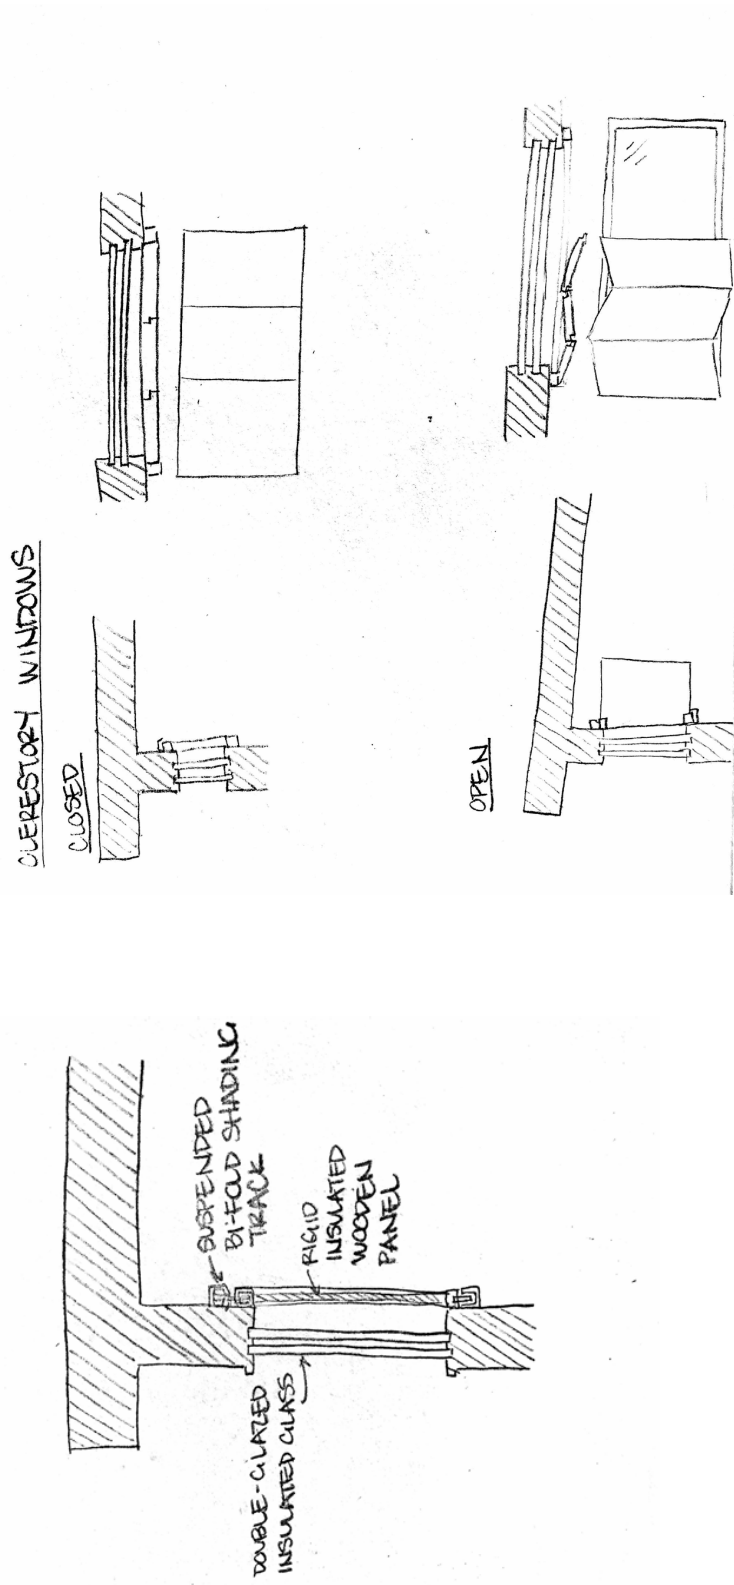 CLERESTORY WINDOWS
CLOSED
OPEN
SUSPENDED
BI-FOLD SHADING
TRACK
RIGID
INSULATED
WOODEN
PANEL
DOUBLE-GLAZED
INSULATED GLASS